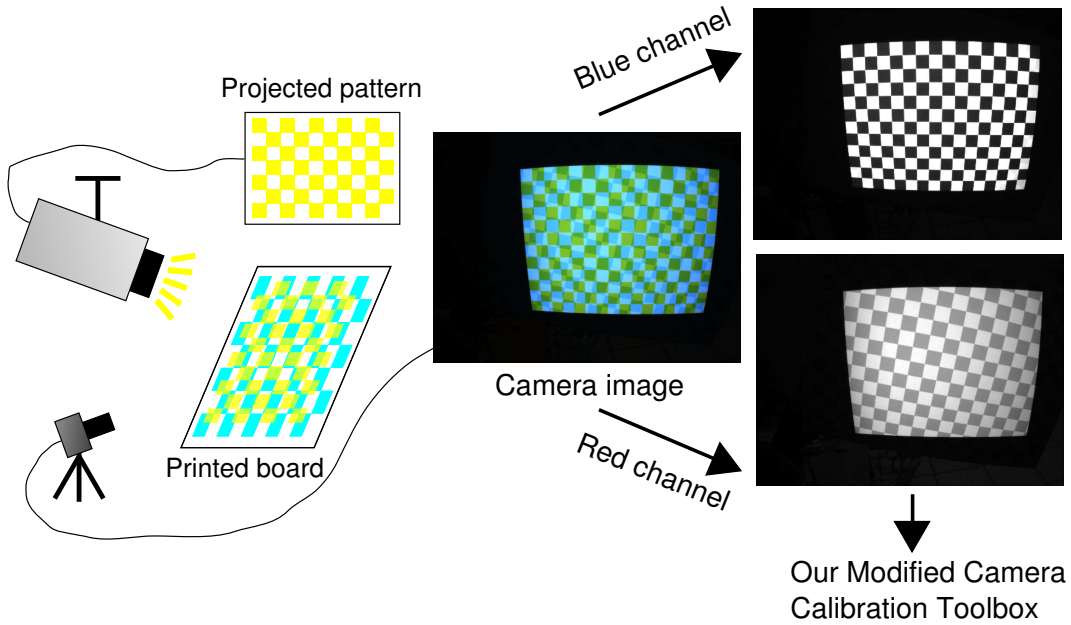 Projected pattern
Printed board
Camera image
Blue channel
Red channel
Our Modified Camera
Calibration Toolbox